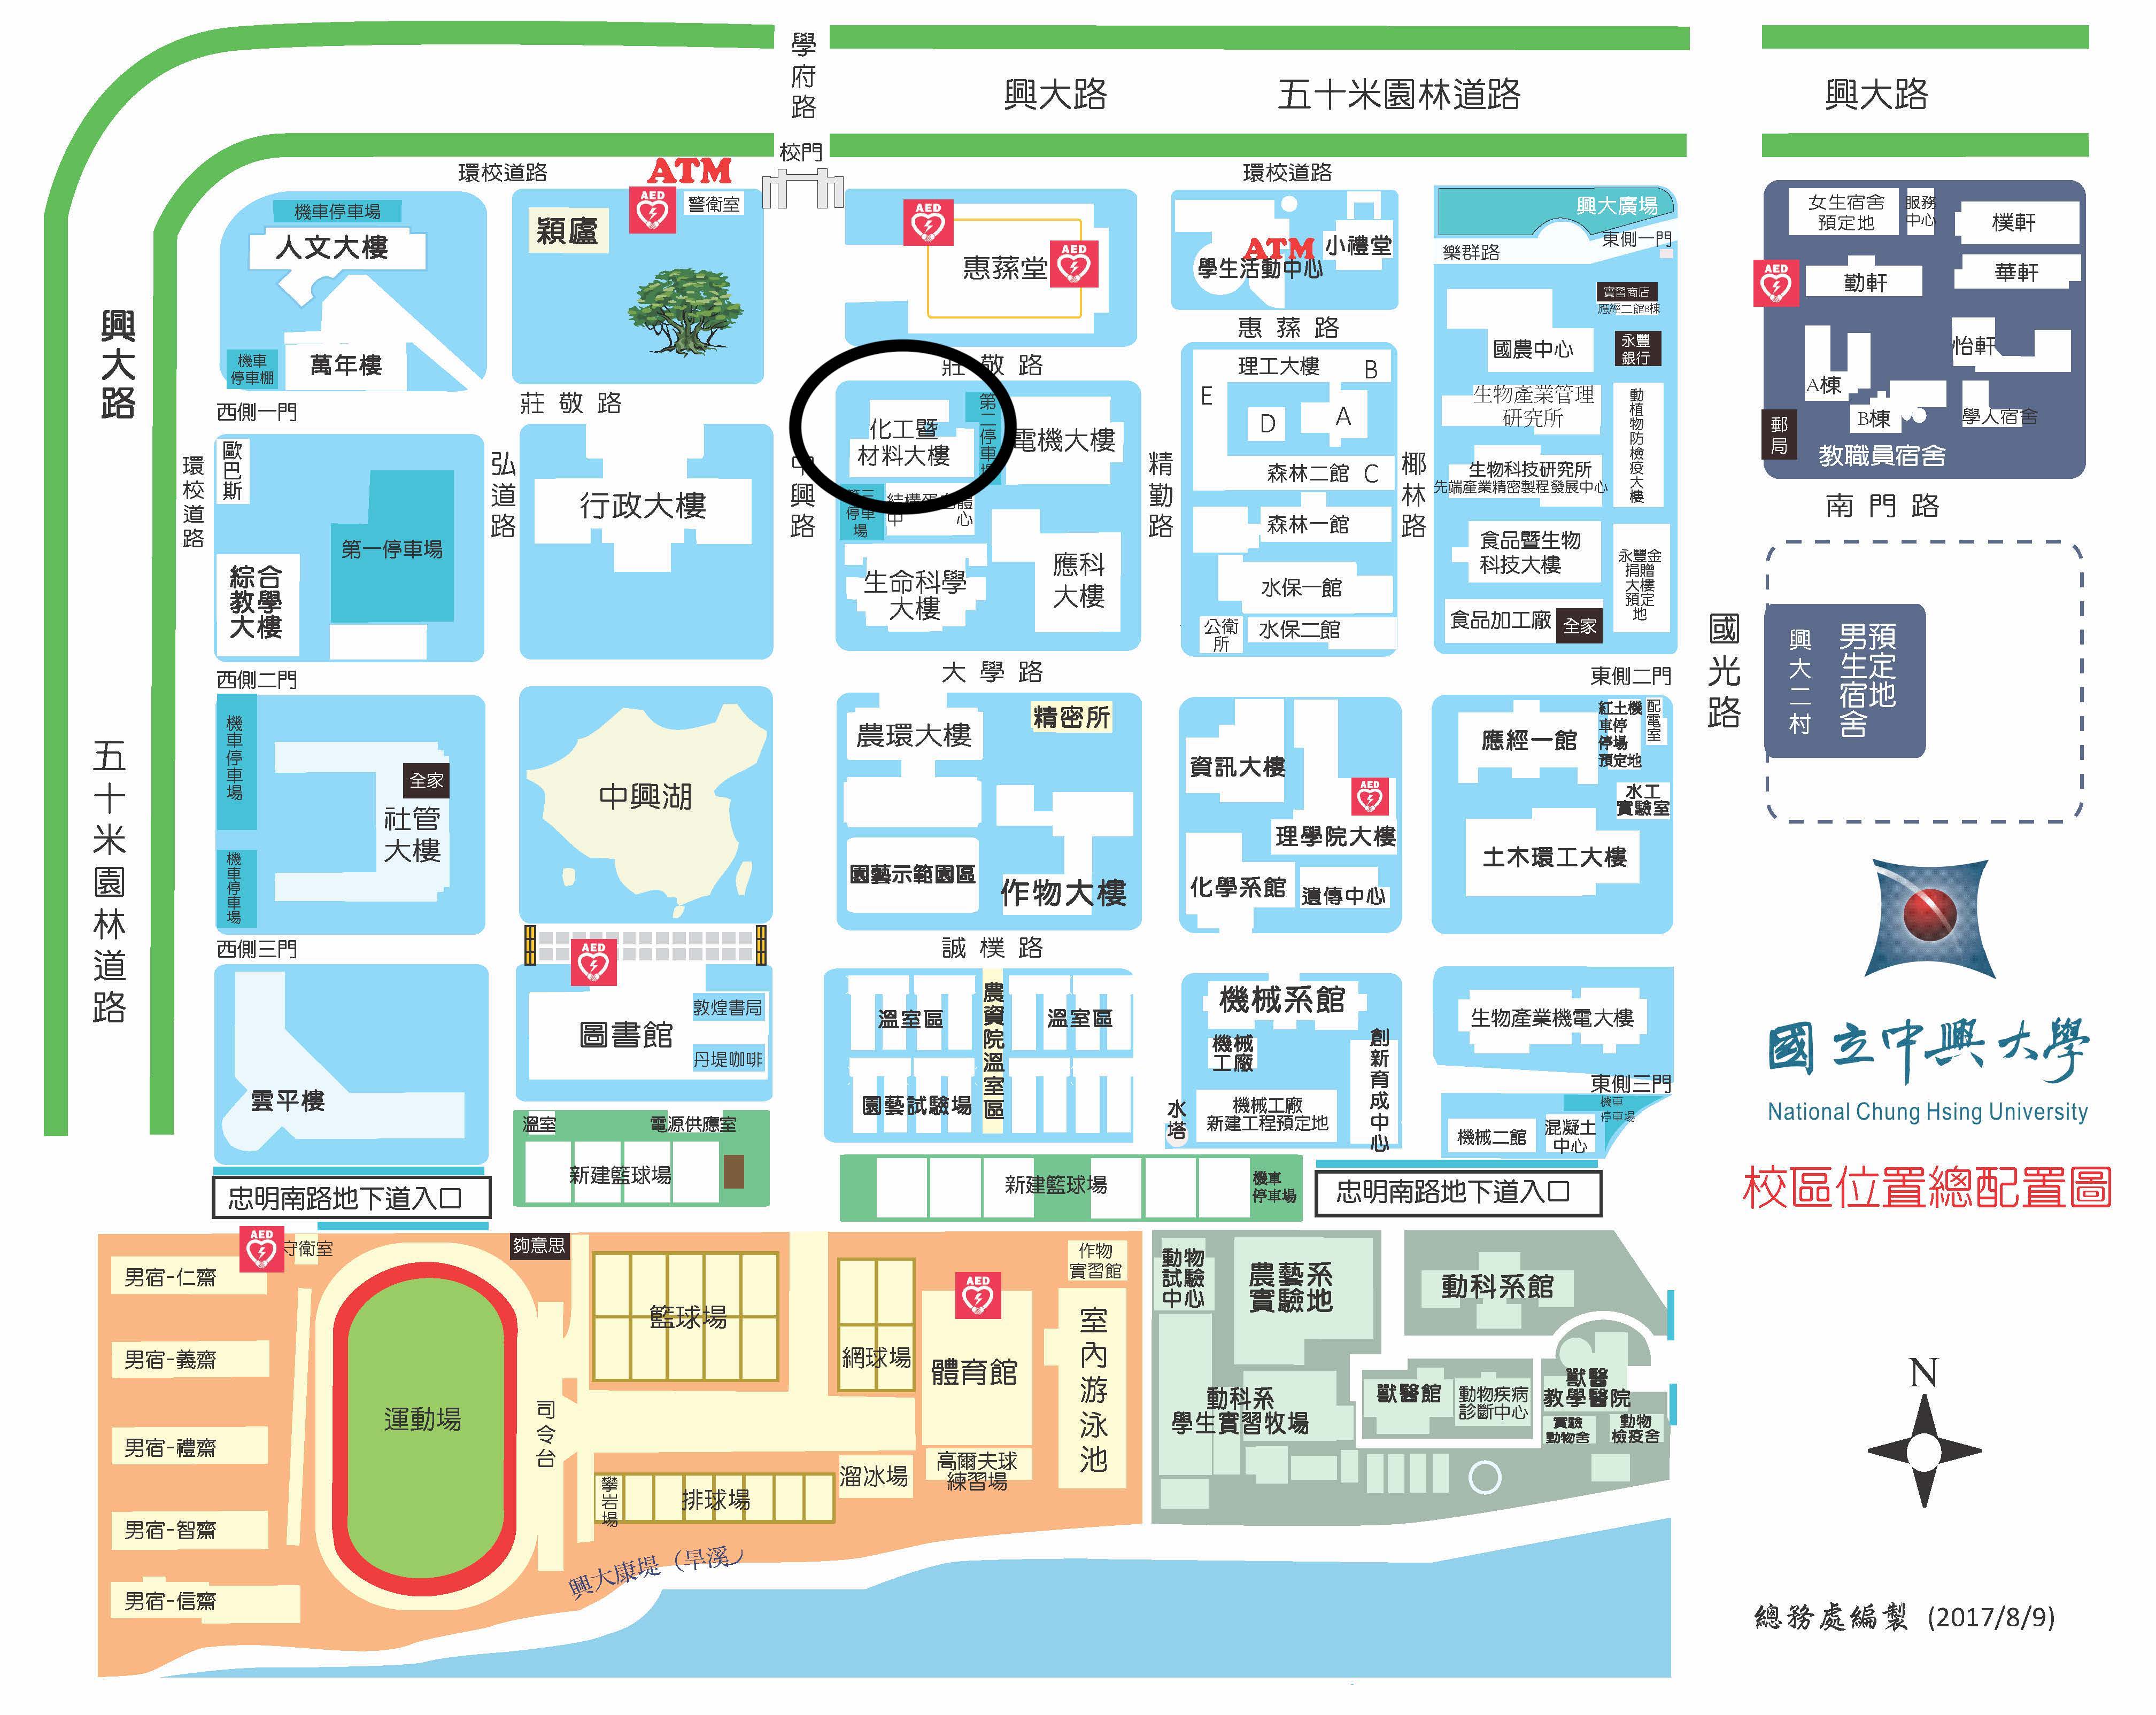 學府路
興大路
五十米園林道路
興大路
校門
環校道路
ATM
環校道路
AED
警衛室
機車停車場
人文大樓
穎廬
AED
惠蓀堂
AED
ATM
學生活動中心
小禮堂
興大廣場
東側一門
樂群路
女生宿舍
預定地
服務
中心
樸軒
AED
勤軒
華軒
怡軒
A棟
B棟
學人宿舍
郵局
教職員宿舍
南門路
興大路
機車
停車棚
萬年樓
西側一門
莊敬路
莊敬路
惠蓀路
實習商店
應經二館B棟
國農中心
永豐
銀行
理工大樓
B
E
D
A
森林二館 C
生物產業管理
研究所
動植物防檢疫大樓
化工暨
材料大樓
電機大樓
環校道路
歐巴斯
弘道路
行政大樓
中興路
精勤路
椰林路
生物科技研究所
先端產業精密製程發展中心
第一停車場
停車
場
森林一館
食品暨生物
科技大樓
永豐金
捐贈
大樓
預定
地
綜合
教學
大樓
生命科學
大樓
應科
大樓
水保一館
公衛
所
水保二館
食品加工廠
全家
國光路
興大二村
男生宿舍
預定地
西側二門
大學路
東側二門
機車停車場
全家
社管
大樓
機車停車場
中興湖
農環大樓
精密所
資訊大樓
AED
理學院大樓
應經一館
紅土機
車停
停場
預定地
配電室
水工
實驗室
土木環工大樓
園藝示範園區
作物大樓
化學系館
遺傳中心
五十米園林道路
西側三門
AED
誠樸路
敦煌書局
圖書館
丹堤咖啡
雲平樓
溫室區
農資院溫室區
溫室區
園藝試驗場
機械系館
機械
工廠
創新育成中心
水塔
機械工廠
新建工程預定地
生物產業機電大樓
東側三門
機車
停車場
機械二館
混凝土
中心
國立中興大學
National Chung Hsing University
校區位置總配置圖
溫室
電源供應室
新建籃球場
新建籃球場
機車
停車場
忠明南路地下道入口
忠明南路地下道入口
AED
守衛室
夠意思
男宿-仁齋
男宿-義齋
男宿-禮齋
男宿-智齋
男宿-信齋
運動場
司令台
籃球場
網球場
AED
體育館
作物
實習館
室內游泳池
攀岩場
排球場
溜冰場
高爾夫球
練習場
興大康堤（旱溪）
動物
試驗
中心
農藝系
實驗地
動科系館
動科系
學生實習牧場
獸醫館
動物疾病
診斷中心
獸醫
教學醫院
實驗
動物舍
動物
檢疫舍
N
總務處編製 (2017/8/9)